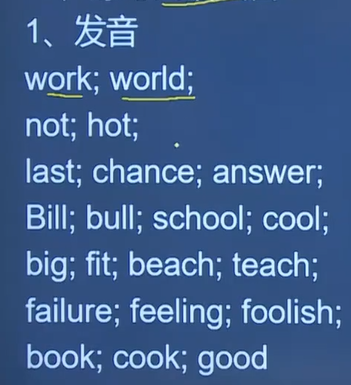 1、发音
work; world;
not; hot;
last; chance; answer;
Bill; bull; school; cool;
big; fit; beach; teach;
failure; feeling; foolish;
book; cook; good